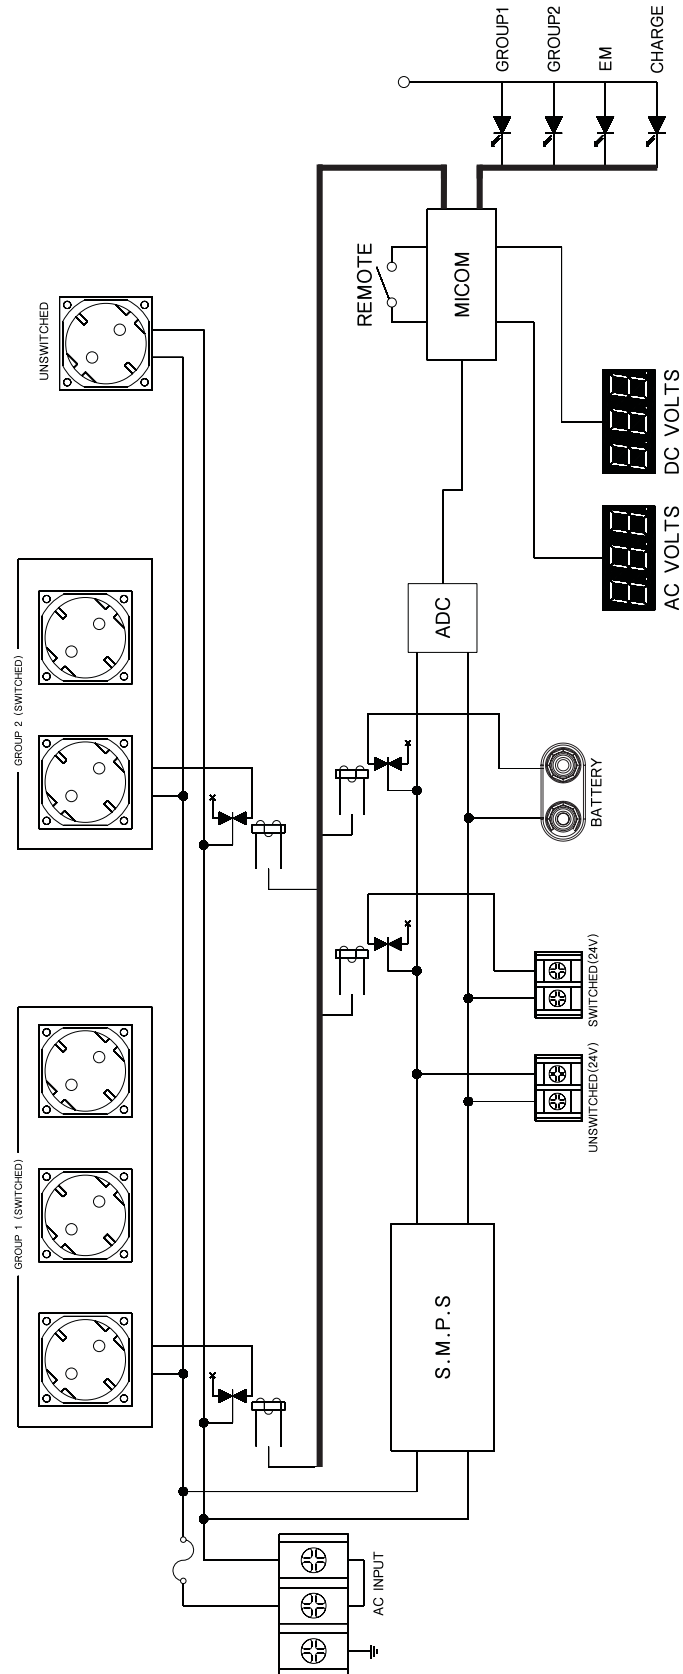 GROUP1
GROUP2
EM
CHARGE
REMOTE
MICOM
UNSWITCHED
DC VOLTS
AC VOLTS
ADC
GROUP 2 (SWITCHED)
BATTERY
SWITCHED(24V)
UNSWITCHED(24V)
GROUP 1 (SWITCHED)
S.M.P.S
AC INPUT